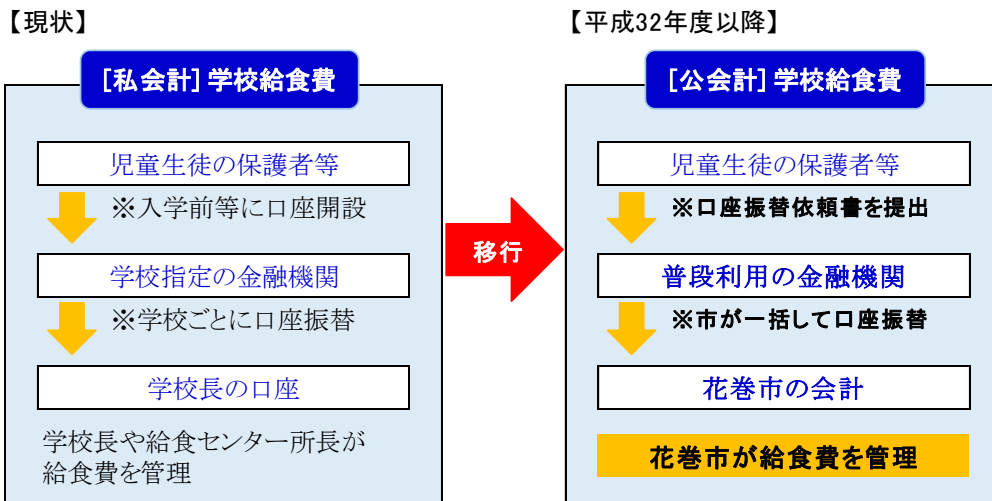 【現状】
[私会計] 学校給食費
児童生徒の保護者等
※入学前等に口座開設
学校指定の金融機関
※学校ごとに口座振替
学校長の口座
学校長や給食センター所長が
給食費を管理
移行
【平成32年度以降】
[公会計] 学校給食費
児童生徒の保護者等
※口座振替依頼書を提出
普段利用の金融機関
※市が一括して口座振替
花巻市の会計
花巻市が給食費を管理